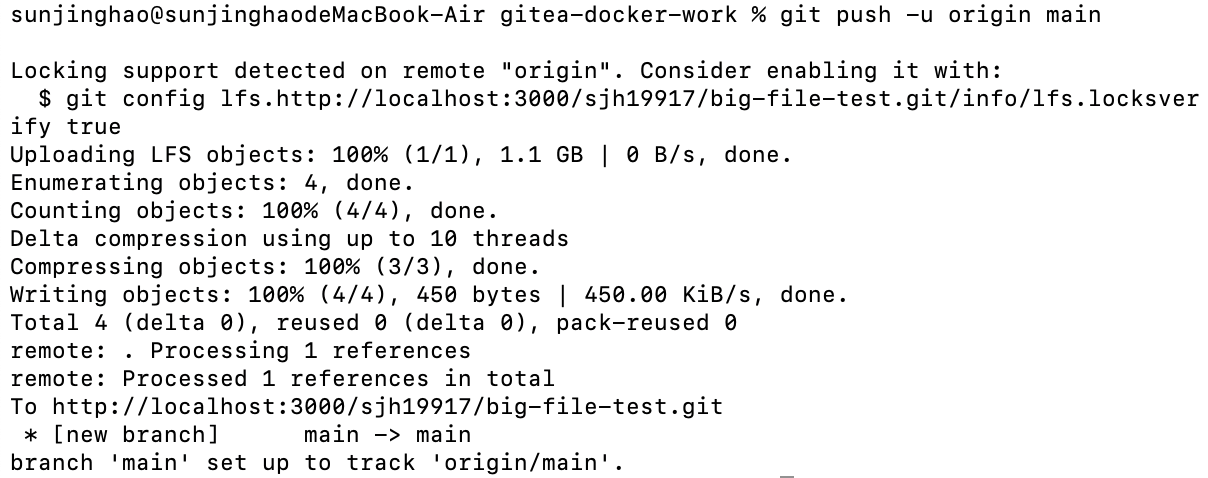 sunjinghao@sunjinghaodeMacBook-Air gitea-docker-work % git push -u origin main
Locking support detected on remote "origin". Consider enabling it with:
  $ git config lfs.http://localhost:3000/sjh19917/big-file-test.git/info/lfs.locksver
ify true
Uploading LFS objects: 100% (1/1), 1.1 GB | 0 B/s, done.
Enumerating objects: 4, done.
Counting objects: 100% (4/4), done.
Delta compression using up to 10 threads
Compressing objects: 100% (3/3), done.
Writing objects: 100% (4/4), 450 bytes | 450.00 KiB/s, done.
Total 4 (delta 0), reused 0 (delta 0), pack-reused 0
remote: . Processing 1 references
remote: Processed 1 references in total
To http://localhost:3000/sjh19917/big-file-test.git
 * [new branch]      main -> main
branch 'main' set up to track 'origin/main'.